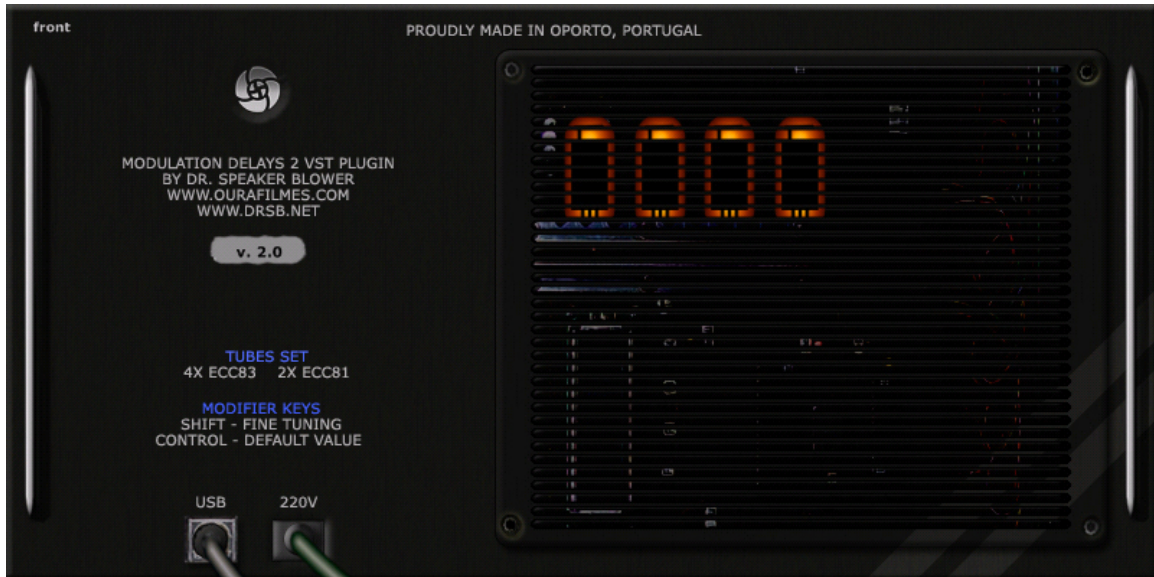 front
PROUDLY MADE IN OPORTO, PORTUGAL
MODULATION DELAYS 2 VST PLUGIN
BY DR. SPEAKER BLOWER
WWW.OURAFILMES.COM
WWW.DRSB.NET
v. 2.0
TUBES SET
4X ECC83 2X ECC81
MODIFIER KEYS
SHIFT - FINE TUNING
CONTROL - DEFAULT VALUE
USB 220V